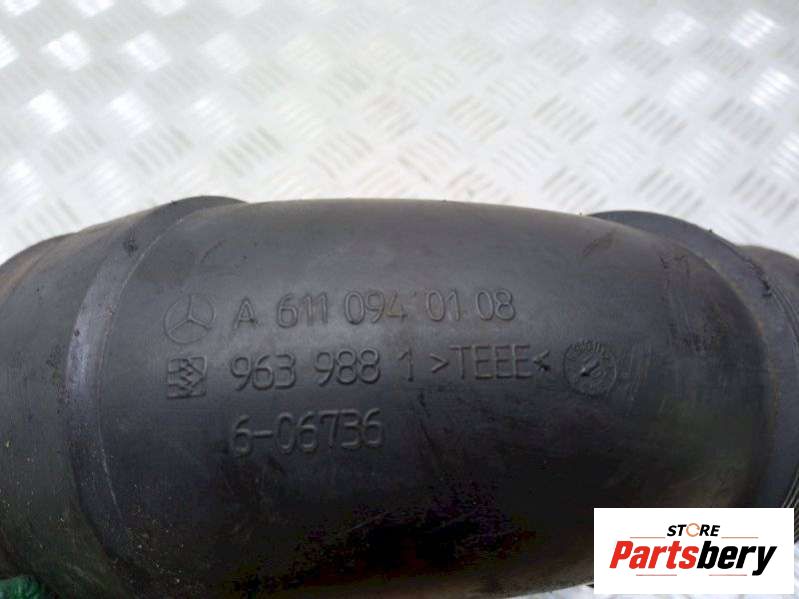 A 611 094 01 08
963 988 1 >TEEE<
6-06736
STORE
Partsbery